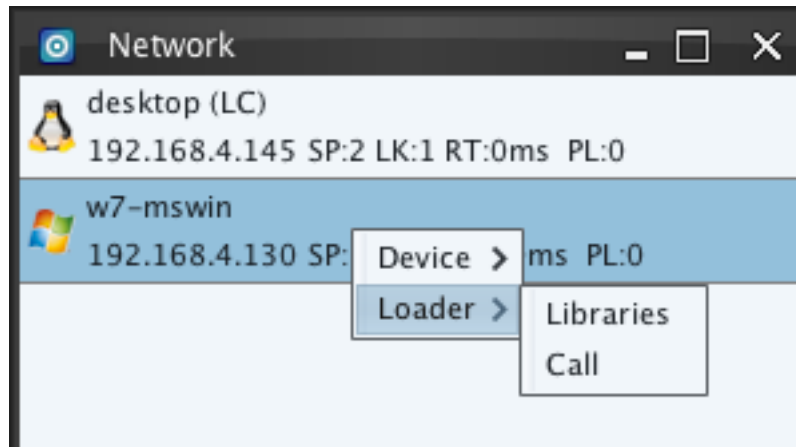 Network
desktop (LC)
192.168.4.145 SP:2 LK:1 RT:0ms PL:0
w7-mswin
192.168.4.130 SP: ms PL:0
Device
Loader
Libraries
Call